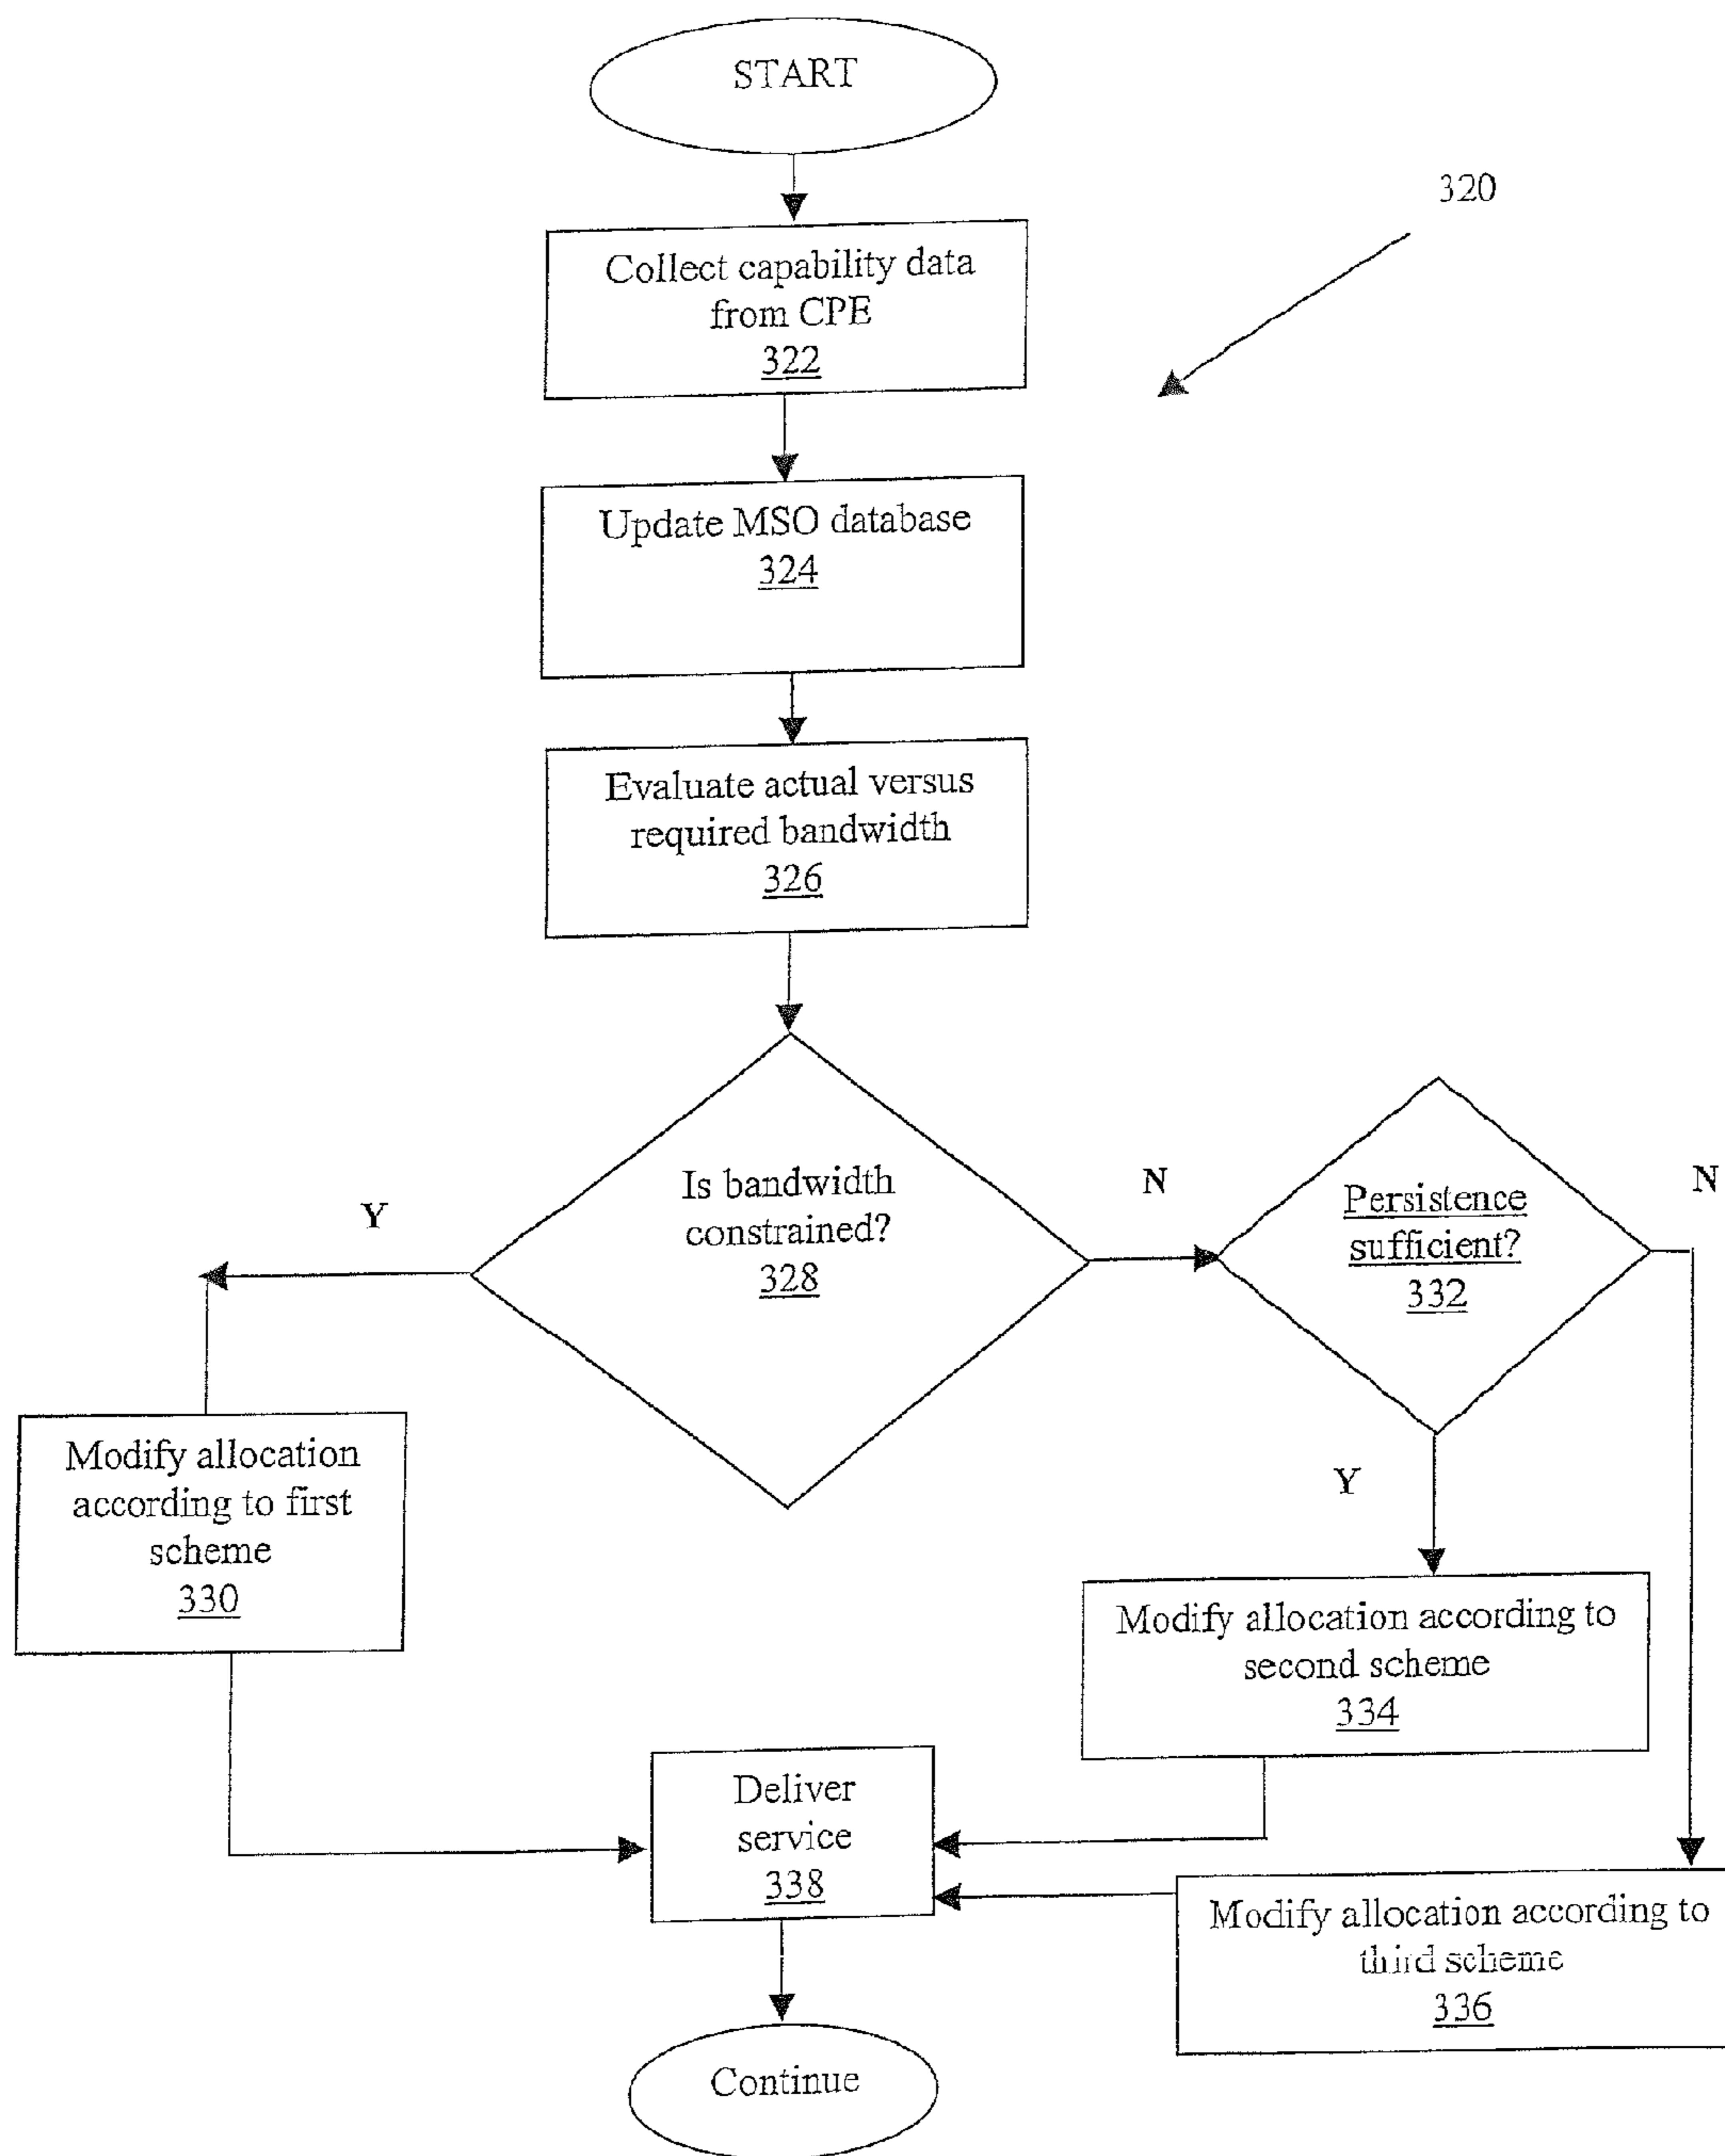 START
320
Collect capability data
from CPE
322
Update MSO database
324
Evaluate actual versus
required bandwidth
326
Is bandwidth
constrained?
328
Y
N
Persistence
sufficient?
332
N
Y
Modify allocation
according to first
scheme
330
Modify allocation according to
second scheme
334
Deliver
service
338
Modify allocation according to
third scheme
336
Continue